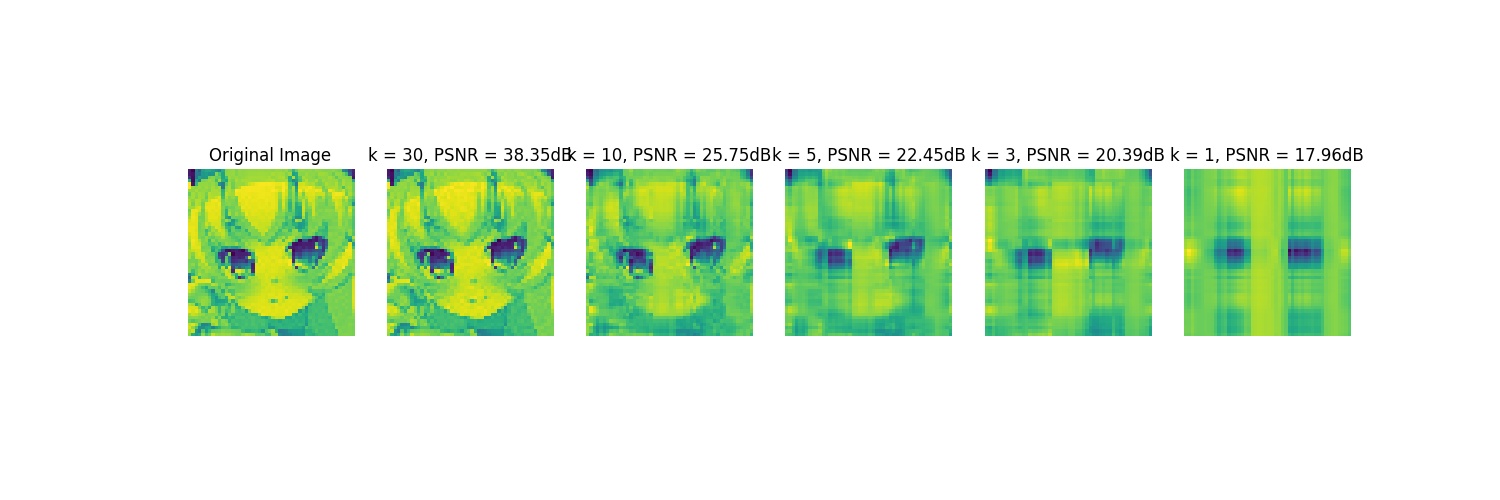 Original Image
k = 30, PSNR = 38.35dB
k = 10, PSNR = 25.75dB
k = 5, PSNR = 22.45dB
k = 3, PSNR = 20.39dB
k = 1, PSNR = 17.96dB